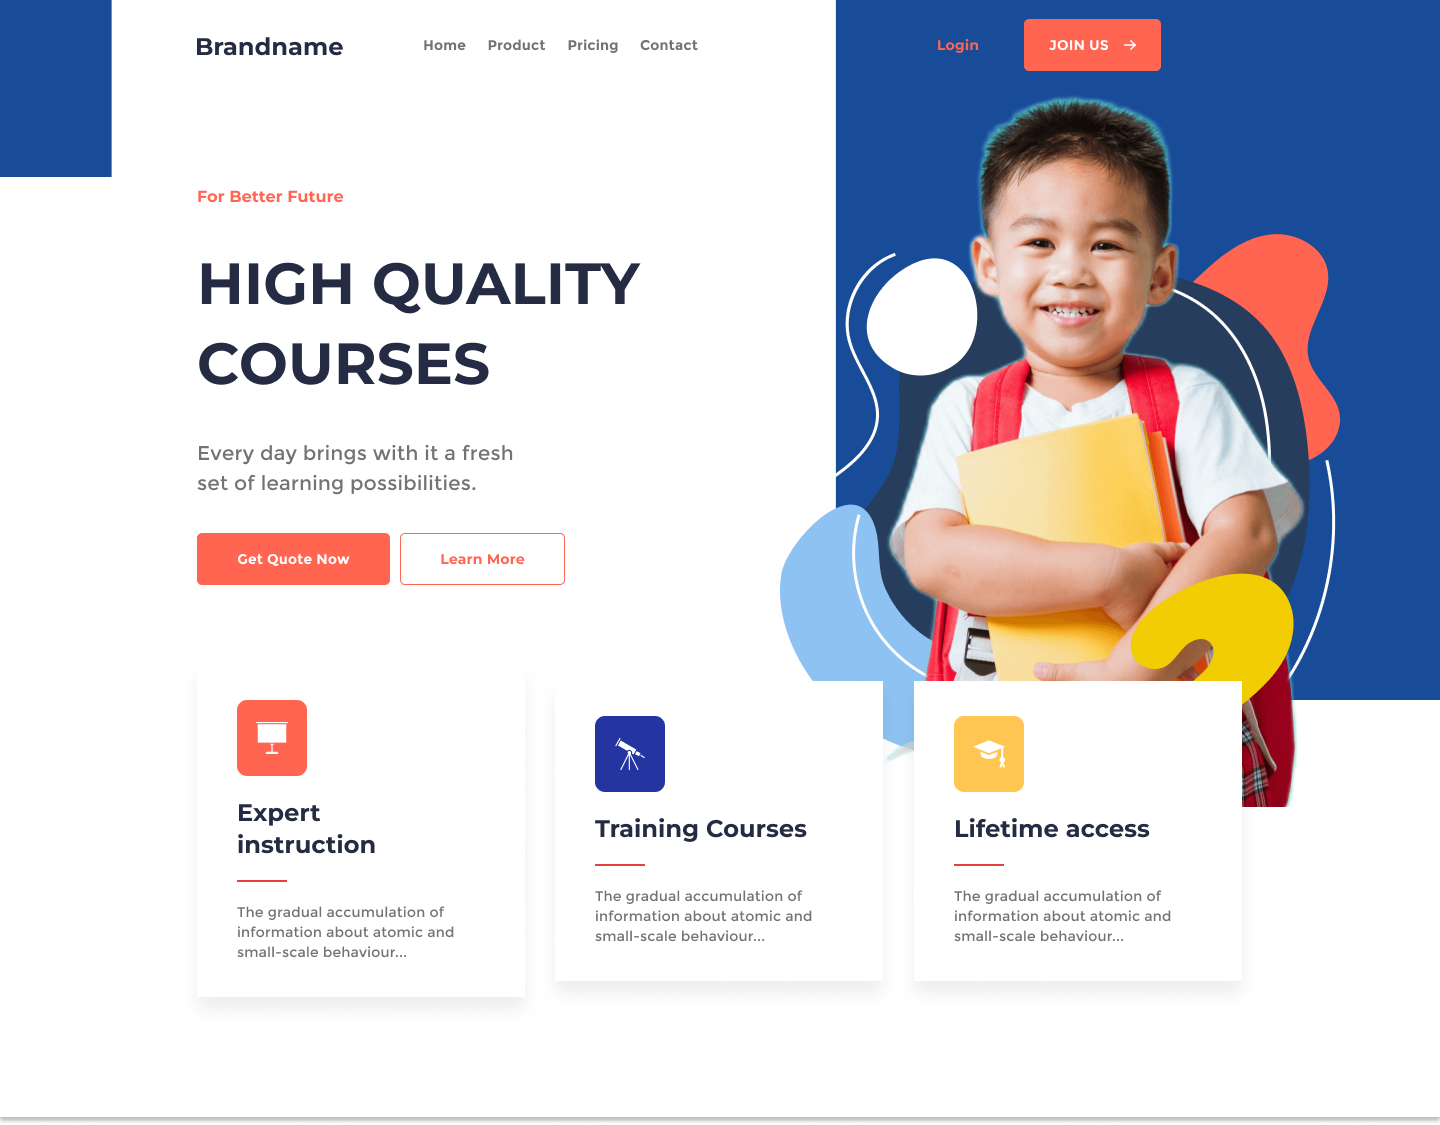 Brandname
Home
Product
Pricing
Contact
Login
JOIN US
For Better Future
HIGH QUALITY
COURSES
Every day brings with it a fresh
set of learning possibilities.
Get Quote Now
Learn More
Expert
instruction
The gradual accumulation of
information about atomic and
small-scale behaviour...
Training Courses
The gradual accumulation of
information about atomic and
small-scale behaviour...
Lifetime access
The gradual accumulation of
information about atomic and
small-scale behaviour...